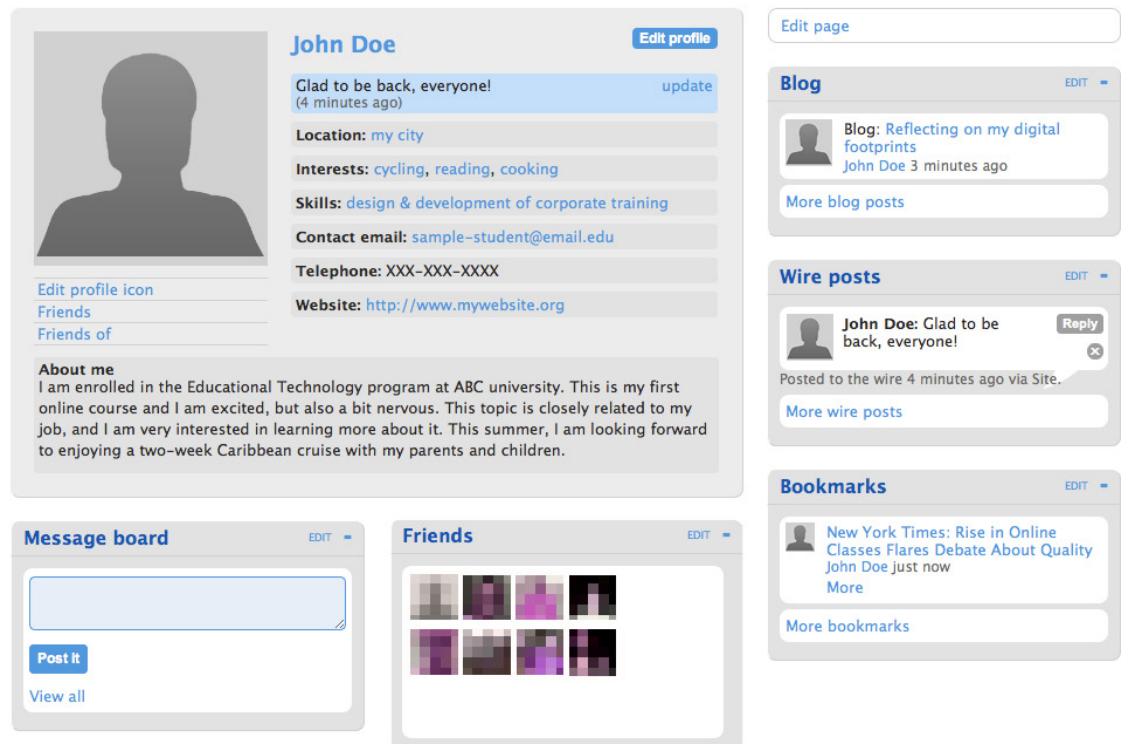 John Doe
Edit profile
Glad to be back, everyone!
update
(4 minutes ago)
Location: my city
Interests: cycling, reading, cooking
Skills: design & development of corporate training
Contact email: sample-student@email.edu
Telephone: XXX-XXX-XXXX
Website: http://www.mywebsite.org
Edit profile icon
Friends
Friends of
About me
I am enrolled in the Educational Technology program at ABC university. This is my first
online course and I am excited, but also a bit nervous. This topic is closely related to my
job, and I am very interested in learning more about it. This summer, I am looking forward
to enjoying a two-week Caribbean cruise with my parents and children.
Message board
EDIT
Post it
View all
Friends
EDIT
Edit page
Blog
EDIT
Blog: Reflecting on my digital
footprints
John Doe 3 minutes ago
More blog posts
Wire posts
EDIT
John Doe: Glad to be
back, everyone!
Reply
Posted to the wire 4 minutes ago via Site.
More wire posts
Bookmarks
EDIT
New York Times: Rise in Online
Classes Flares Debate About Quality
John Doe just now
More
More bookmarks